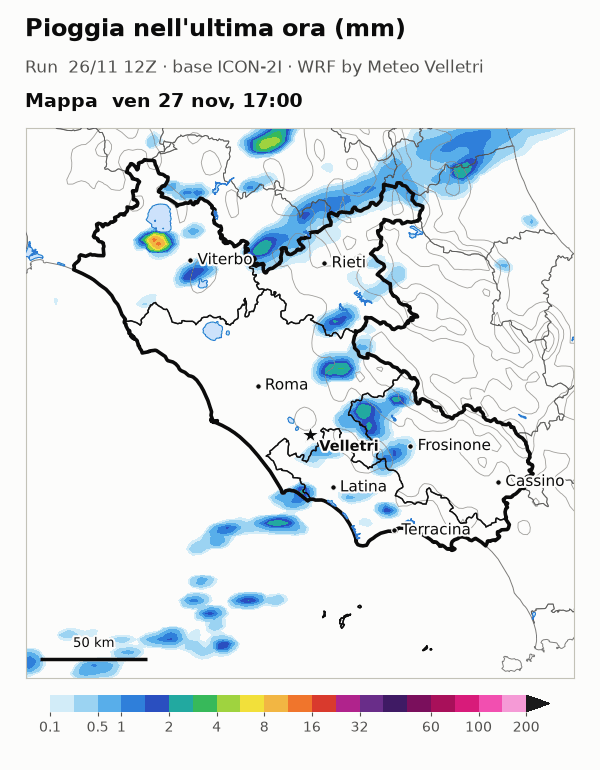 Pioggia nell'ultima ora (mm)
Run  26/11 12Z · base ICON-2I · WRF by Meteo Velletri
Mappa  ven 27 nov, 17:00
Viterbo
Rieti
Roma
Velletri
Frosinone
Latina
Cassino
Terracina
50 km
0.1 0.5 1 2 4 8 16 32 60 100 200